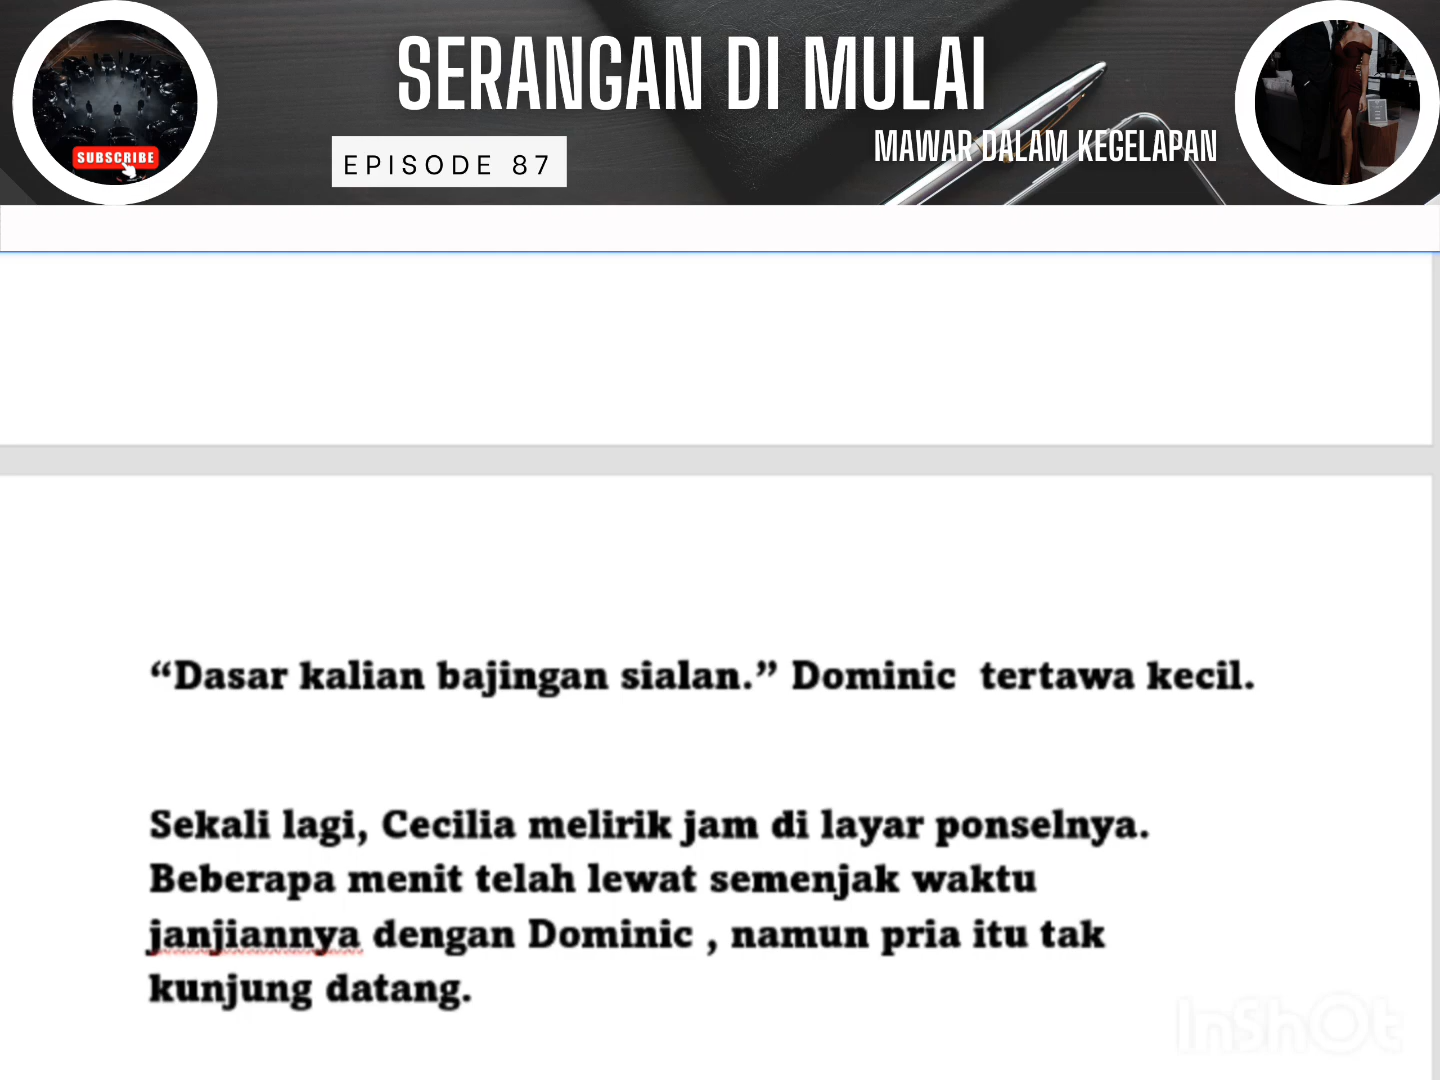 SERANGAN DI MULAI
MAWAR DALAM KEGELAPAN
EPISODE 87
SUBSCRIBE
“Dasar kalian bajingan sialan.” Dominic  tertawa kecil.
Sekali lagi, Cecilia melirik jam di layar ponselnya.
Beberapa menit telah lewat semenjak waktu
janjiannya dengan Dominic , namun pria itu tak
kunjung datang.
InShOt